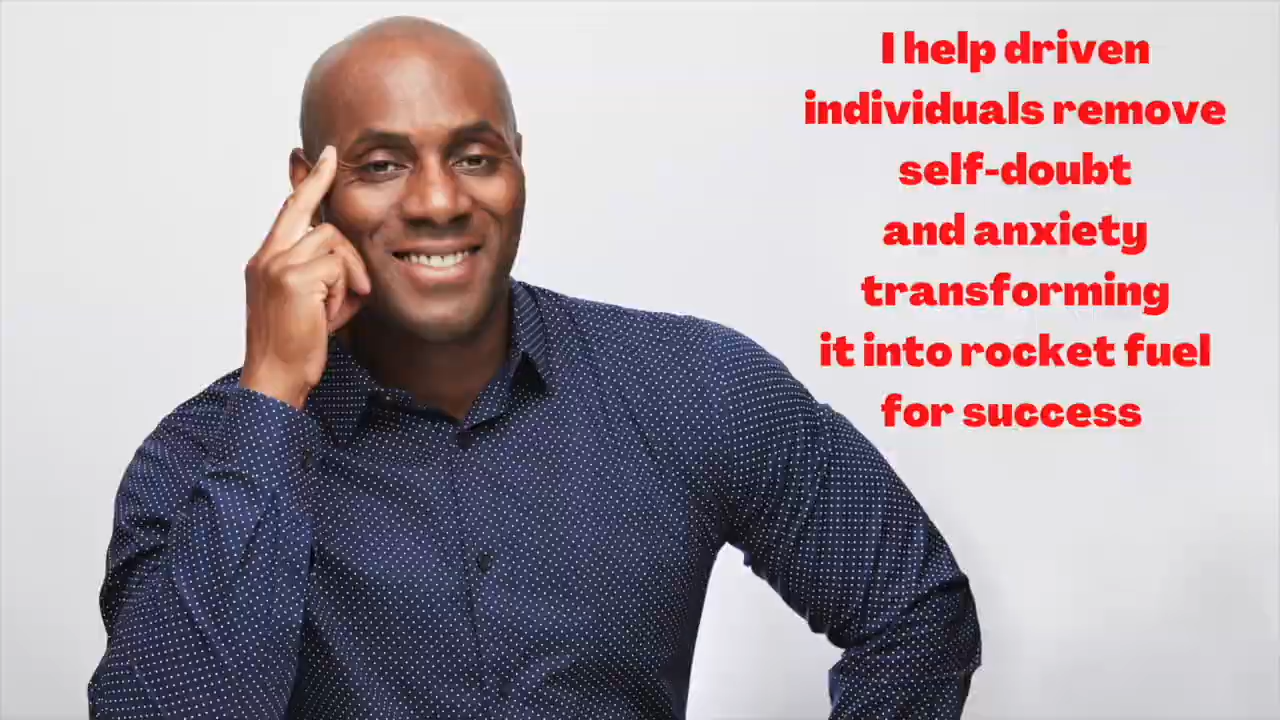 I help driven
individuals remove
self-doubt
and anxiety
transforming
it into rocket fuel
for success